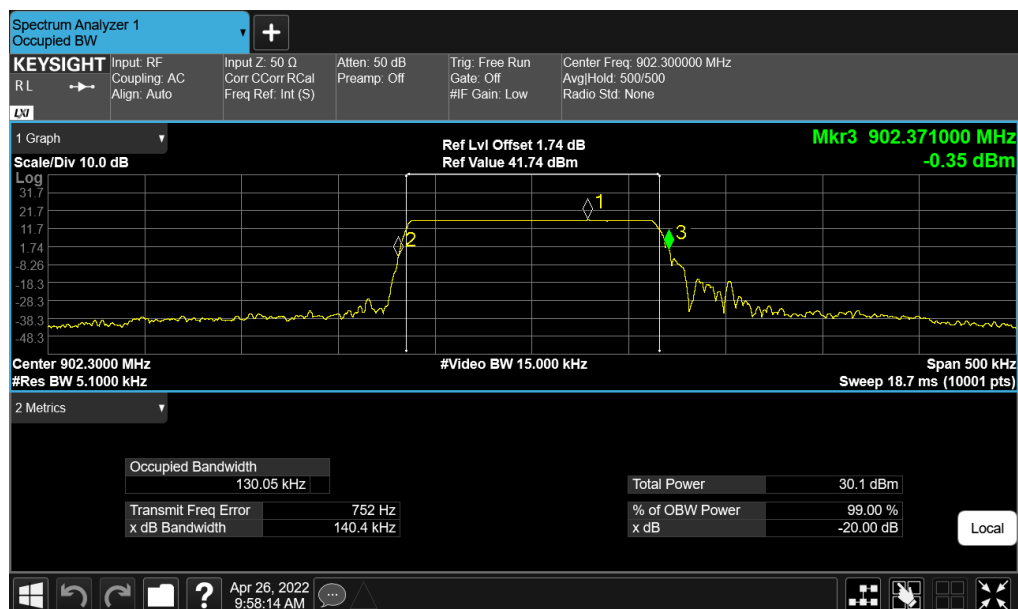 Spectrum Analyzer 1
Occupied BW
KEYSIGHT
R L
LXI
Input: RF
Coupling: AC
Align: Auto
Input Z: 50 Ω
Corr CCorr RCal
Freq Ref: Int (S)
Atten: 50 dB
Preamp: Off
Trig: Free Run
Gate: Off
#IF Gain: Low
Center Freq: 902.300000 MHz
Avg|Hold: 500/500
Radio Std: None
1 Graph
Scale/Div 10.0 dB
Ref Lvl Offset 1.74 dB
Ref Value 41.74 dBm
Mkr3 902.371000 MHz
-0.35 dBm
Log
31.7
21.7
11.7
1.74
-8.26
-18.3
-28.3
-38.3
-48.3
1
2
3
Center 902.3000 MHz
#Video BW 15.000 kHz
Span 500 kHz
#Res BW 5.1000 kHz
Sweep 18.7 ms (10001 pts)
2 Metrics
Occupied Bandwidth
130.05 kHz
Total Power 30.1 dBm
Transmit Freq Error 752 Hz
% of OBW Power 99.00 %
x dB Bandwidth 140.4 kHz
x dB -20.00 dB
Local
?
Apr 26, 2022
9:58:14 AM